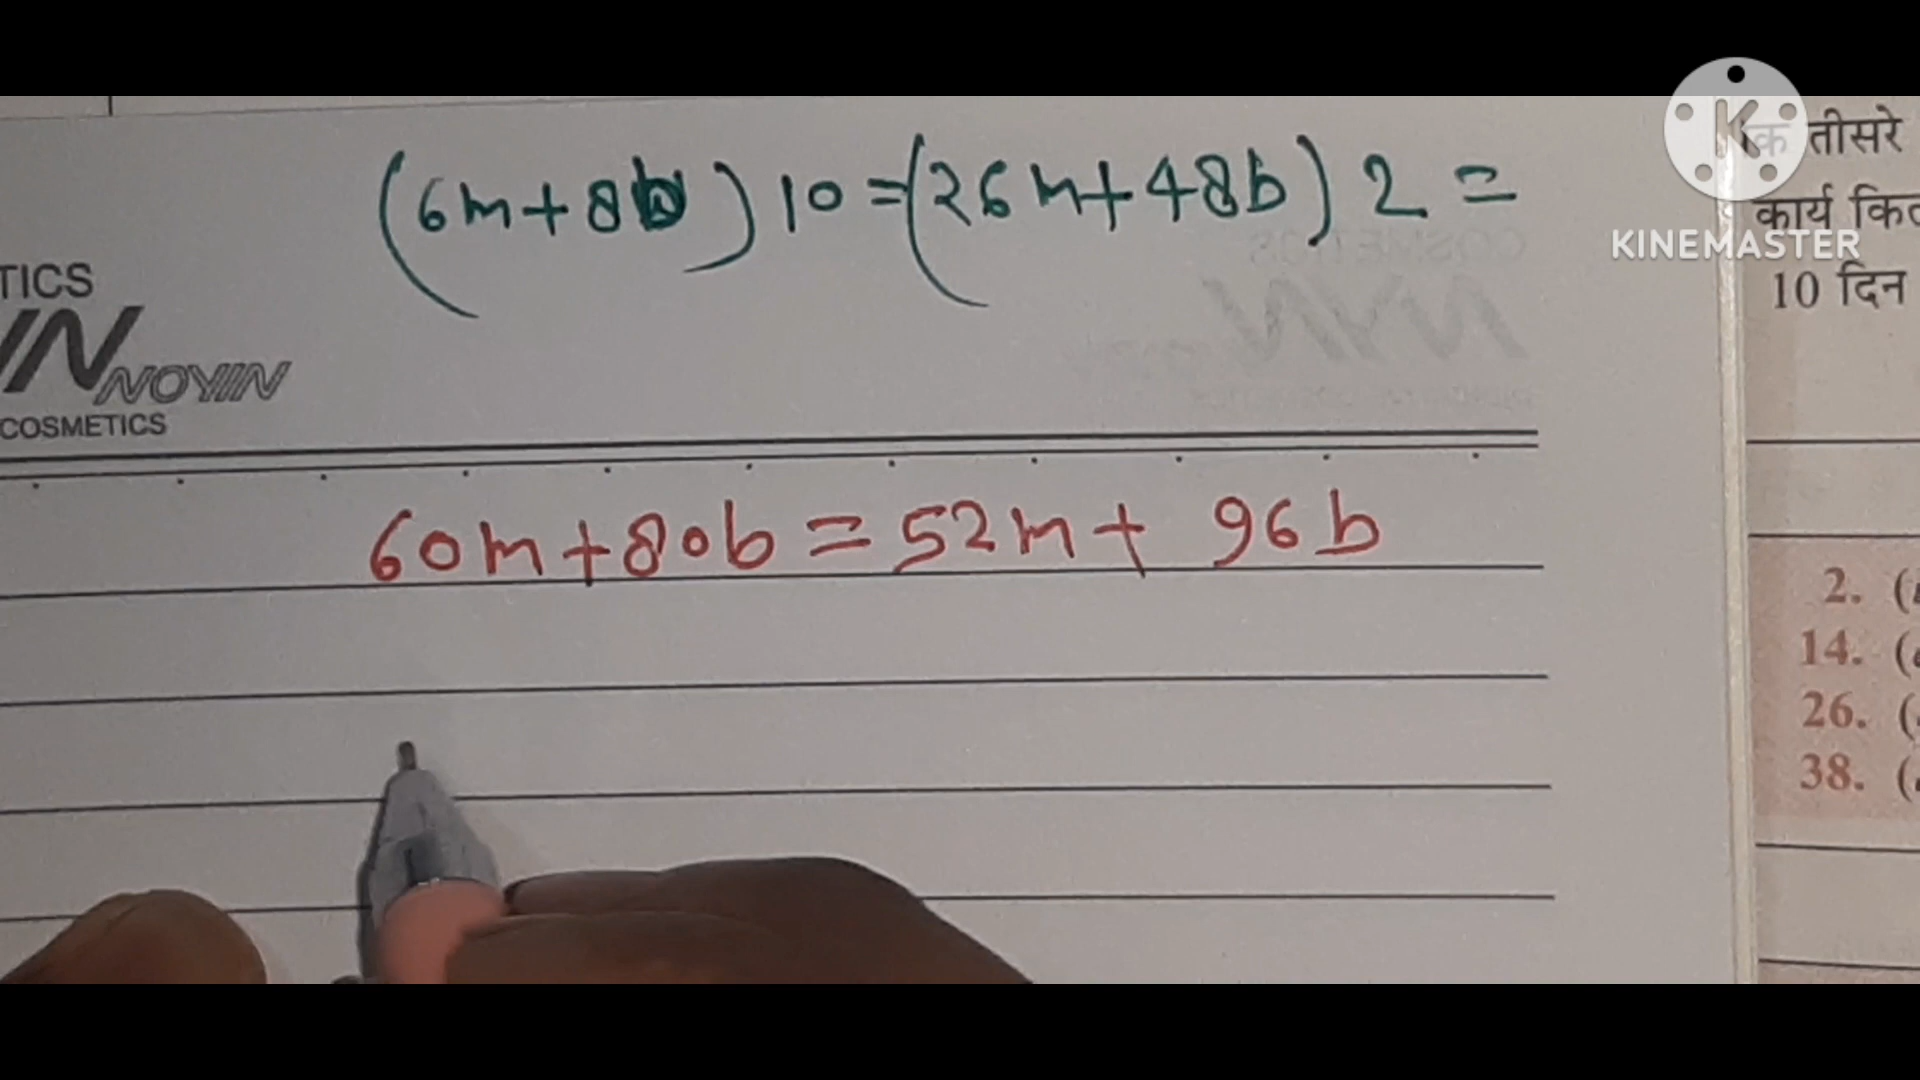 (6m+8b)10=(26m+48b)2=
TICS
IN NOYIN
COSMETICS
60m+80b=52m+ 96b
तीसरे
कार्य
10 दिन
2. (
14. (
26. (
38. (
KINEMASTER